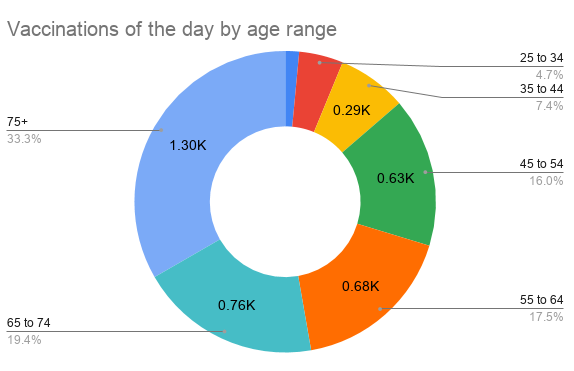 Vaccinations of the day by age range
25 to 34
4.7%
35 to 44
7.4%
0.29K
75+
33.3%
1.30K
45 to 54
16.0%
0.63K
0.68K
55 to 64
17.5%
0.76K
65 to 74
19.4%